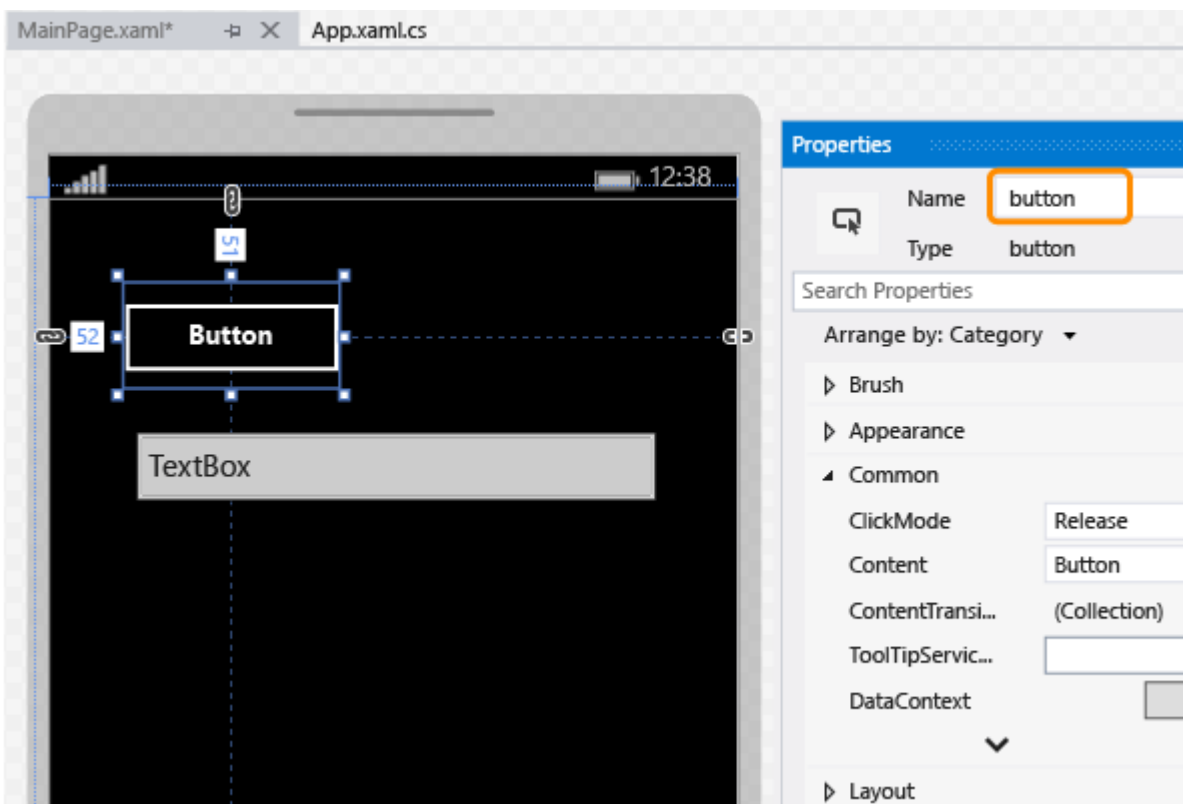 MainPage.xaml*
App.xaml.cs
12:38
51
52
Button
TextBox
Properties
Name button
Type button
Search Properties
Arrange by: Category
Brush
Appearance
Common
ClickMode Release
Content Button
ContentTransi... (Collection)
ToolTipServic...
DataContext
Layout